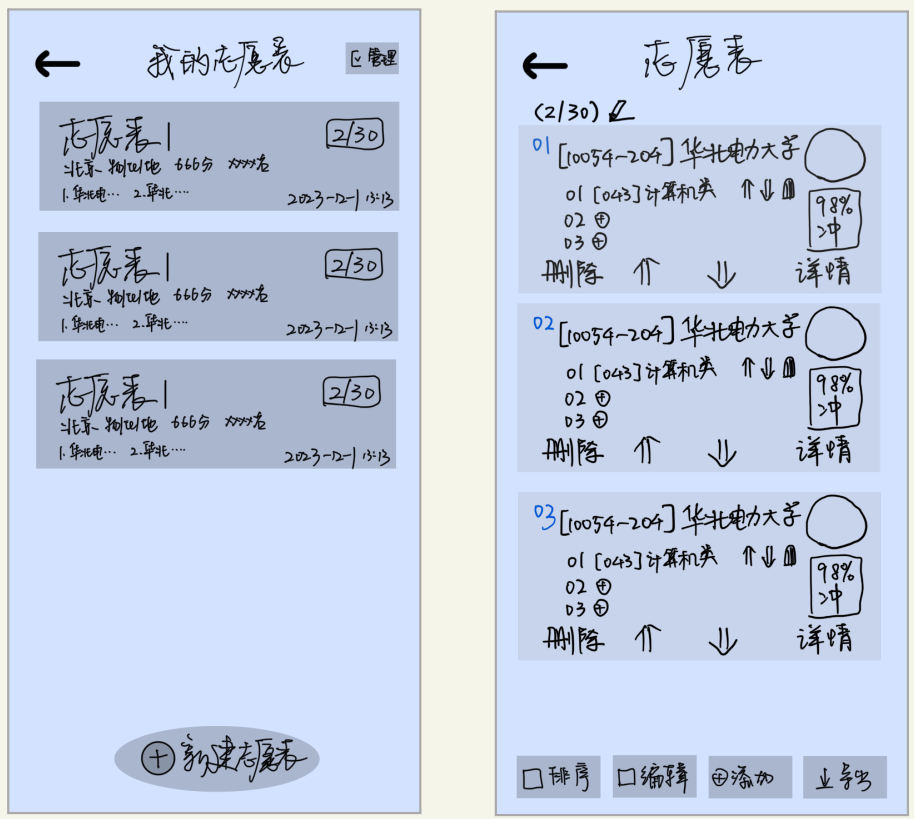 我的志愿表
管理
志愿表1
2/30
北京 物化地 666分 xxxx名
1.华北电… 2.华北…
2023-12-1 13:13
志愿表1
2/30
北京 物化地 666分 xxxx名
1.华北电… 2.华北…
2023-12-1 13:13
志愿表1
2/30
北京 物化地 666分 xxxx名
1.华北电… 2.华北…
2023-12-1 13:13
新建志愿表
志愿表
(2/30)
01 [10054-204] 华北电力大学
01 [043] 计算机类
98%
冲
02
03
删除 详情
02 [10054-204] 华北电力大学
01 [043] 计算机类
98%
冲
02
03
删除 详情
03 [10054-204] 华北电力大学
01 [043] 计算机类
98%
冲
02
03
删除 详情
排序 编辑 添加 导出